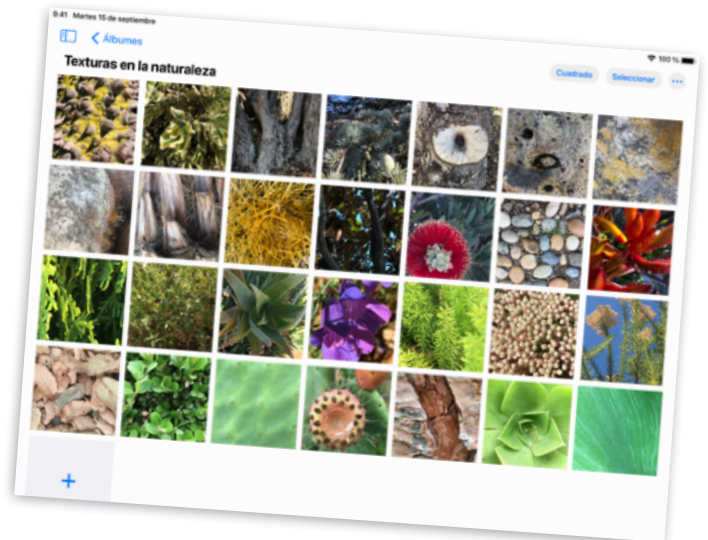 9:41 Martes 15 de septiembre
100 %
Álbumes
Texturas en la naturaleza
Cuadrado
Seleccionar